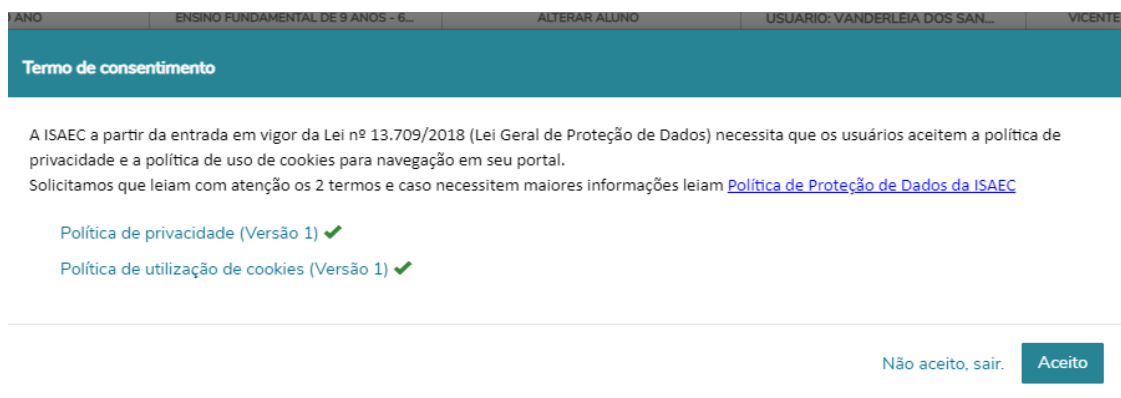 ANO
ENSINO FUNDAMENTAL DE 9 ANOS - 6...
ALTERAR ALUNO
USUARIO: VANDERLÉIA DOS SAN...
VICENTE
Termo de consentimento
A ISAEC a partir da entrada em vigor da Lei nº 13.709/2018 (Lei Geral de Proteção de Dados) necessita que os usuários aceitem a política de
privacidade e a política de uso de cookies para navegação em seu portal.
Solicitamos que leiam com atenção os 2 termos e caso necessitem maiores informações leiam Política de Proteção de Dados da ISAEC
Política de privacidade (Versão 1) ✔
Política de utilização de cookies (Versão 1) ✔
Não aceito, sair.
Aceito